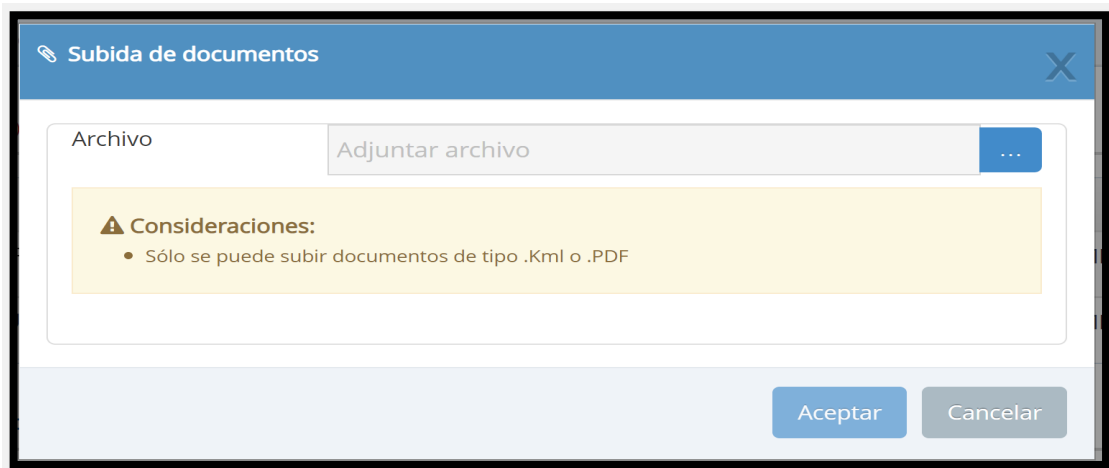 Subida de documentos
X
Archivo
Adjuntar archivo
...
Consideraciones:
• Sólo se puede subir documentos de tipo .Kml o .PDF
Aceptar
Cancelar